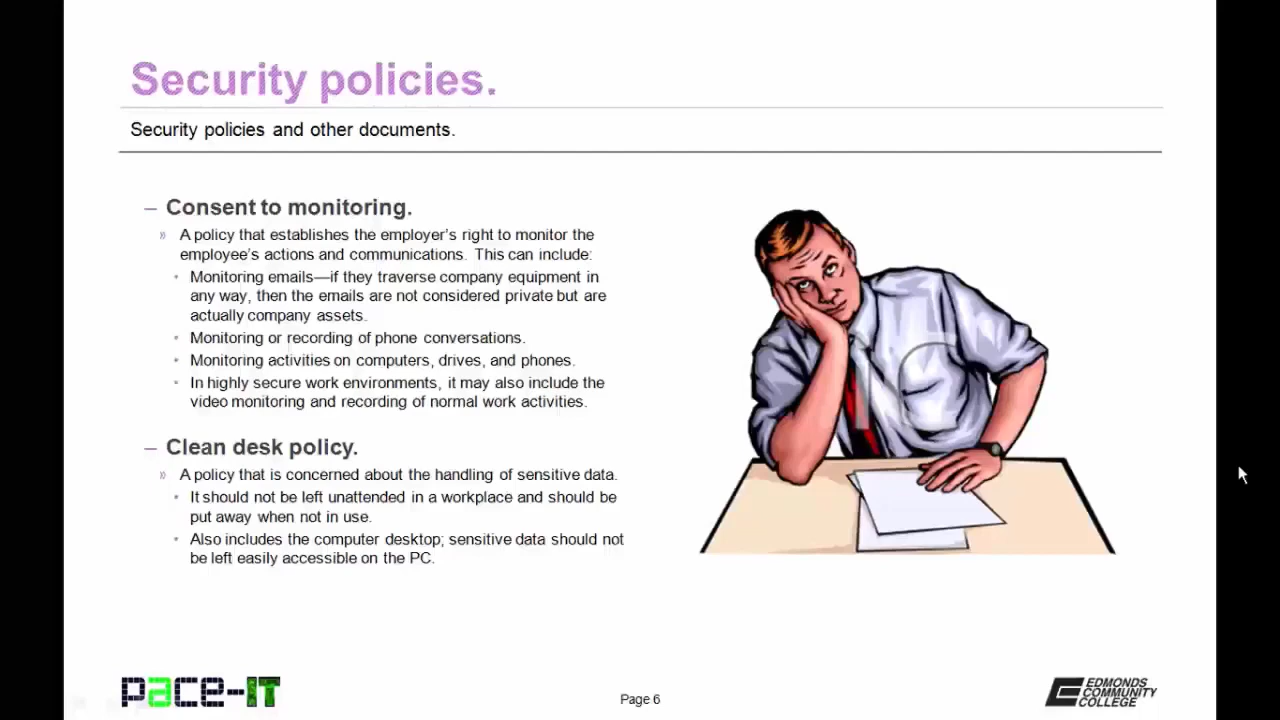 Security policies.
Security policies and other documents.
– Consent to monitoring.
» A policy that establishes the employer's right to monitor the
employee's actions and communications. This can include:
• Monitoring emails—if they traverse company equipment in
any way, then the emails are not considered private but are
actually company assets.
• Monitoring or recording of phone conversations.
• Monitoring activities on computers, drives, and phones.
• In highly secure work environments, it may also include the
video monitoring and recording of normal work activities.
– Clean desk policy.
» A policy that is concerned about the handling of sensitive data.
• It should not be left unattended in a workplace and should be
put away when not in use.
• Also includes the computer desktop; sensitive data should not
be left easily accessible on the PC.
pace-IT
Page 6
EDMONDS
COMMUNITY
COLLEGE